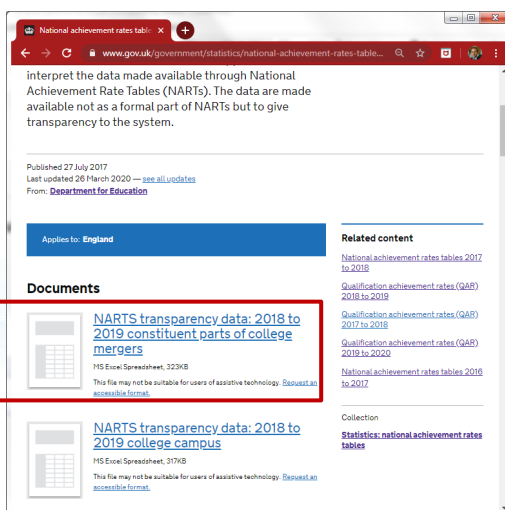 National achievement rates table
www.gov.uk/government/statistics/national-achievement-rates-table...
interpret the data made available through National
Achievement Rate Tables (NARTs). The data are made
available not as a formal part of NARTs but to give
transparency to the system.
Published 27 July 2017
Last updated 26 March 2020 — see all updates
From: Department for Education
Applies to: England
Documents
NARTS transparency data: 2018 to
2019 constituent parts of college
mergers
MS Excel Spreadsheet, 323KB
This file may not be suitable for users of assistive technology. Request an
accessible format.
NARTS transparency data: 2018 to
2019 college campus
MS Excel Spreadsheet, 317KB
This file may not be suitable for users of assistive technology. Request an
accessible format.
Related content
National achievement rates tables 2017
to 2018
Qualification achievement rates (QAR)
2018 to 2019
Qualification achievement rates (QAR)
2017 to 2018
Qualification achievement rates (QAR)
2019 to 2020
National achievement rates tables 2016
to 2017
Collection
Statistics: national achievement rates
tables